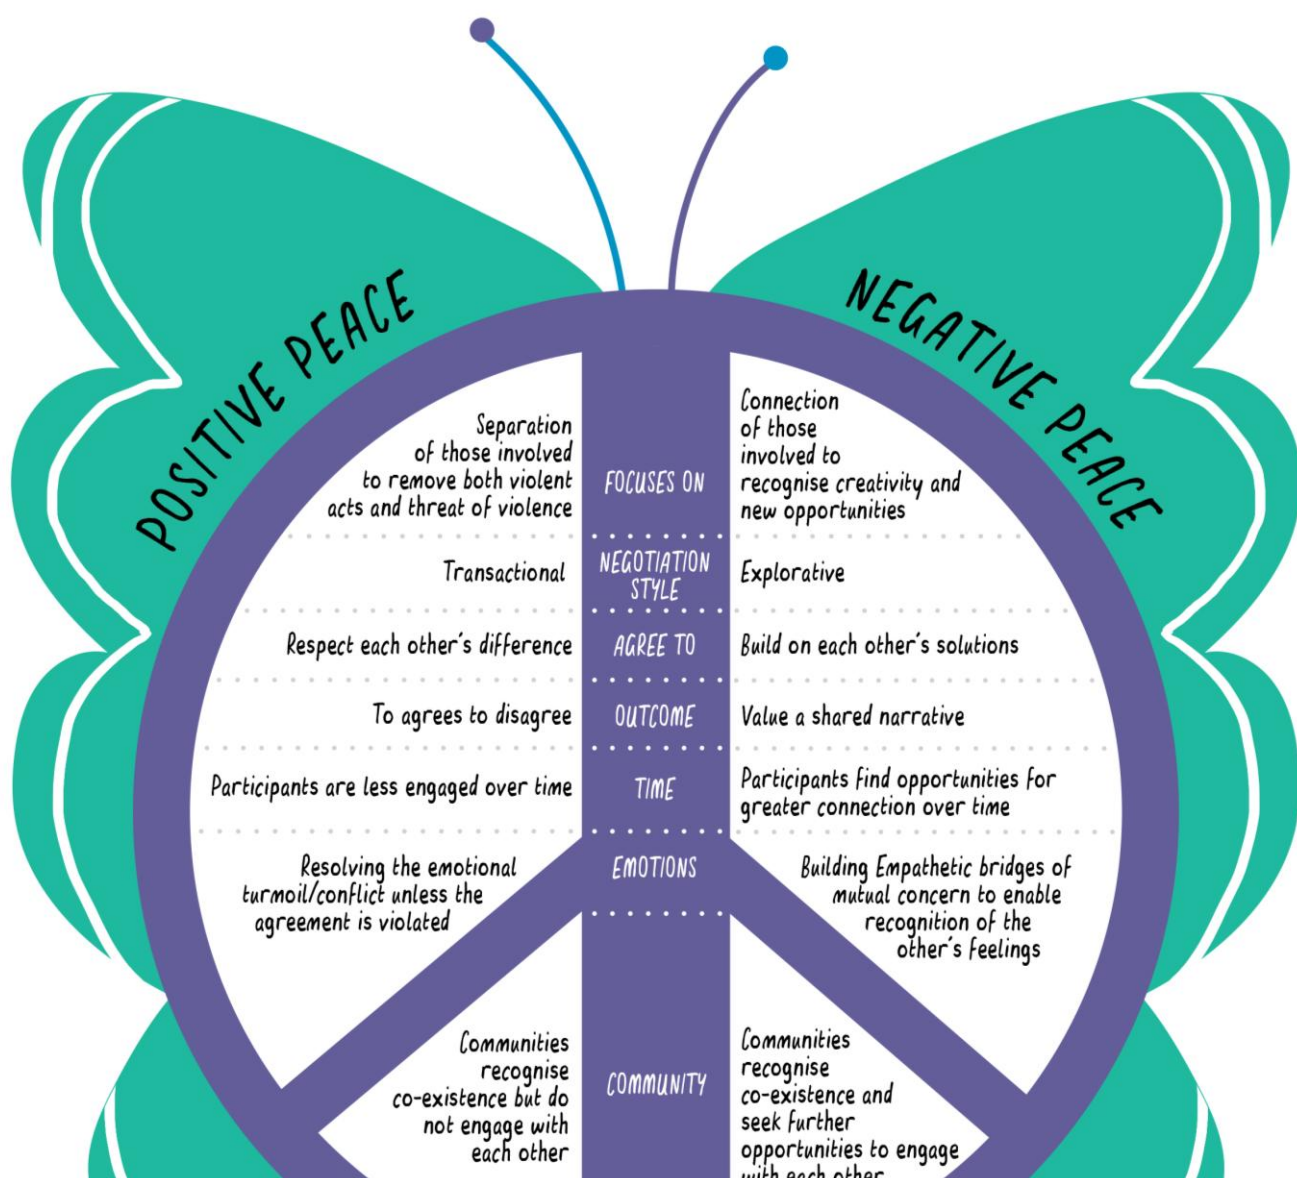 POSITIVE PEACE
NEGATIVE PEACE
Separation
of those involved
to remove both violent
acts and threat of violence
FOCUSES ON
Connection
of those
involved to
recognise creativity and
new opportunities
Transactional
NEGOTIATION
STYLE
Explorative
Respect each other's difference
AGREE TO
Build on each other's solutions
To agrees to disagree
OUTCOME
Value a shared narrative
Participants are less engaged over time
TIME
Participants find opportunities for
greater connection over time
Resolving the emotional
turmoil/conflict unless the
agreement is violated
EMOTIONS
Building Empathetic bridges of
mutual concern to enable
recognition of the
other's feelings
Communities
recognise
co-existence but do
not engage with
each other
COMMUNITY
Communities
recognise
co-existence and
seek further
opportunities to engage
with each other